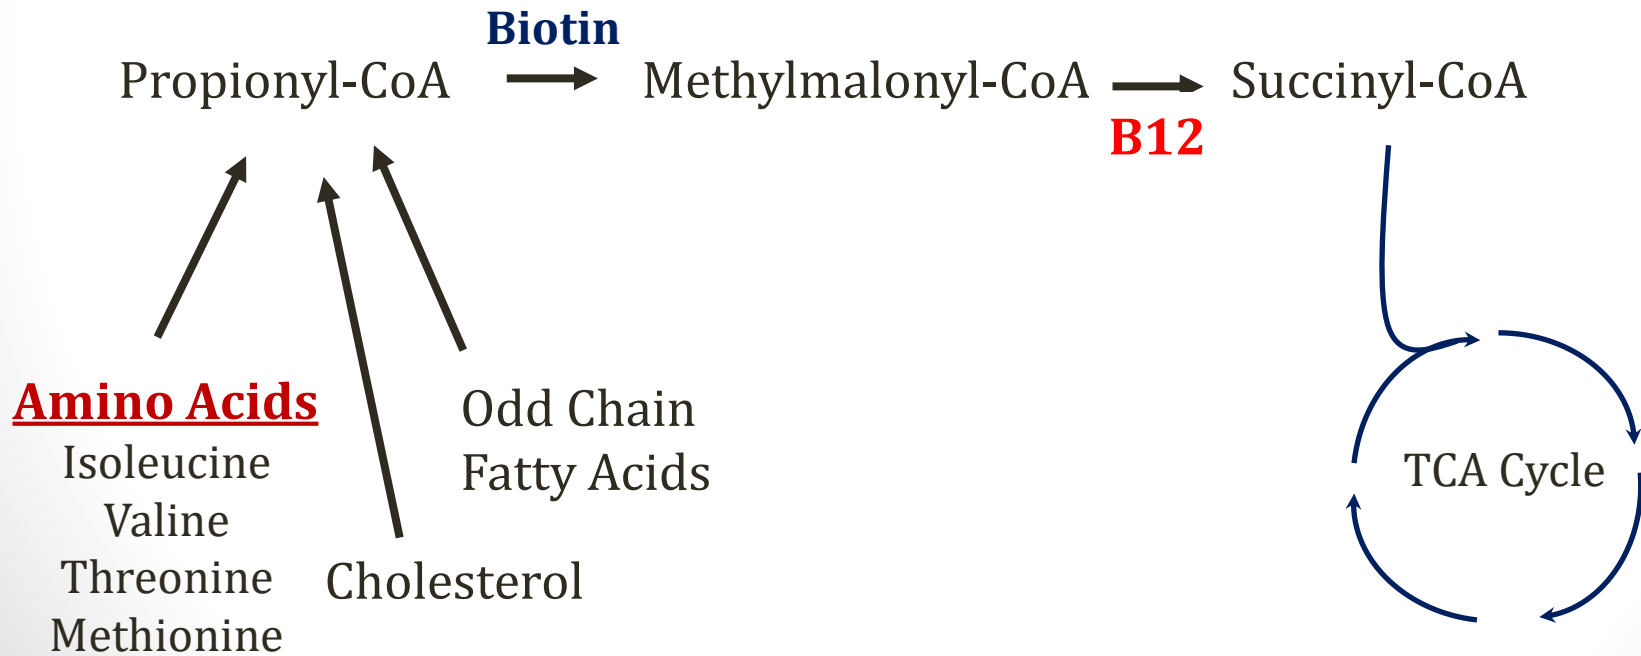 Biotin
Propionyl-CoA
Methylmalonyl-CoA
Succinyl-CoA
B12
Amino Acids
Isoleucine
Valine
Threonine
Methionine
Odd Chain
Fatty Acids
Cholesterol
TCA Cycle